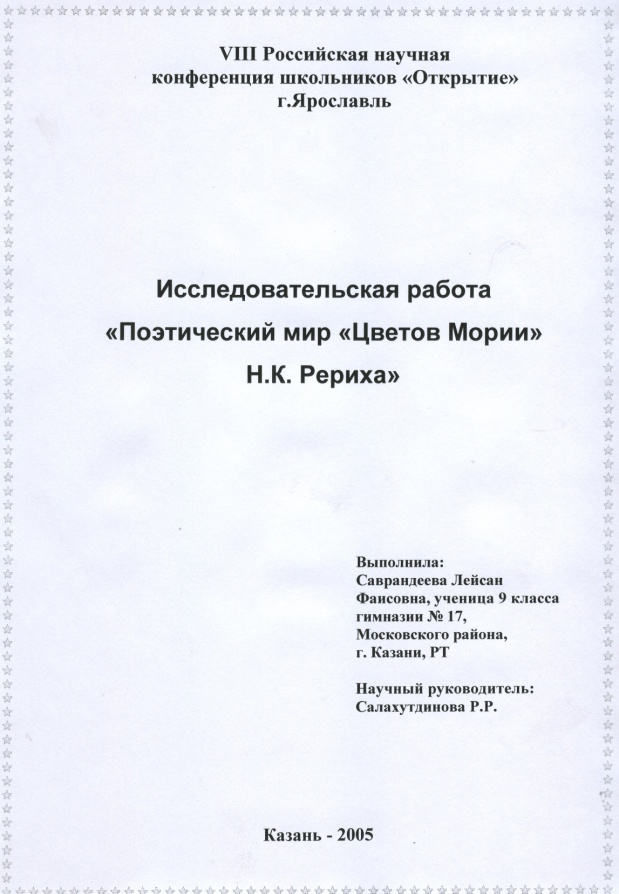 VIII Российская научная
конференция школьников «Открытие»
г.Ярославль
Исследовательская работа
«Поэтический мир «Цветов Мории»
Н.К. Рериха»
Выполнила:
Саврандеева Лейсан
Фаисовна, ученица 9 класса
гимназии № 17,
Московского района,
г. Казани, РТ
Научный руководитель:
Салахутдинова Р.Р.
Казань - 2005